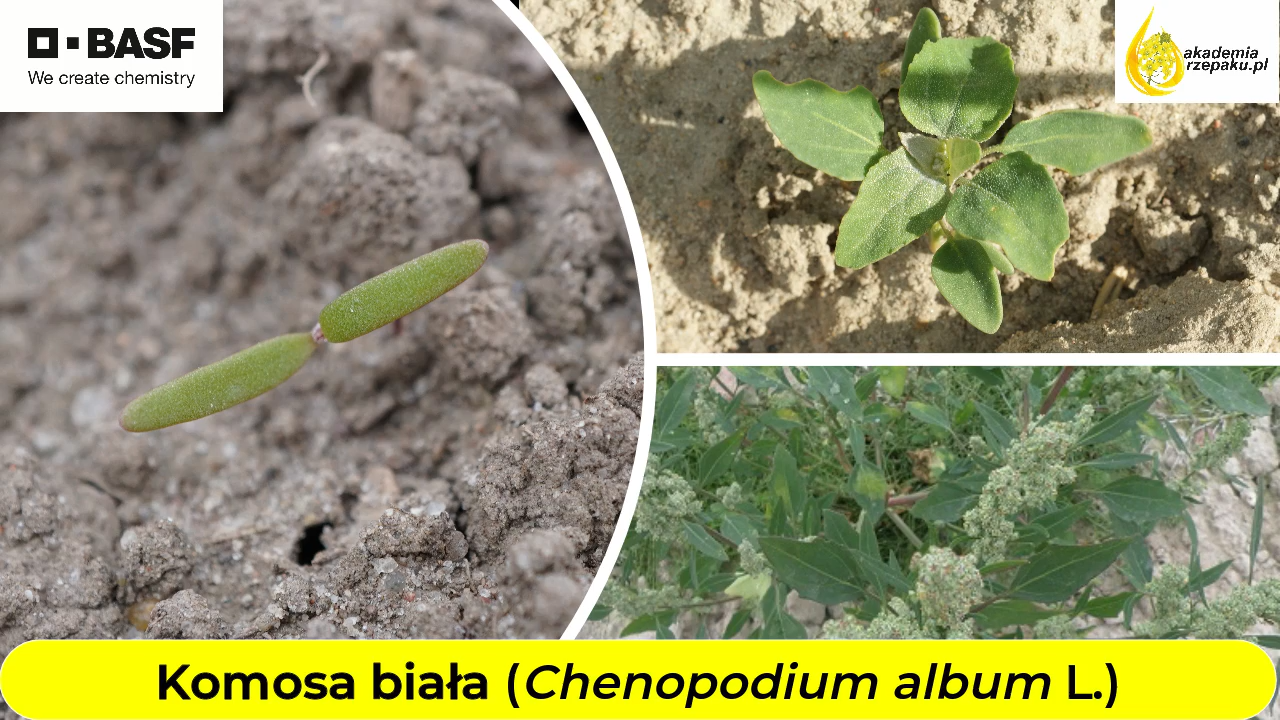 BASF
We create chemistry
akademia
rzepaku.pl
Komosa biała (Chenopodium album L.)